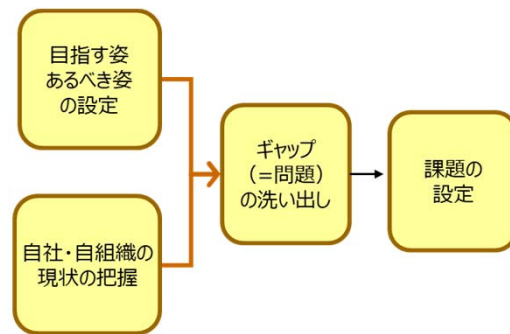 目指す姿
あるべき姿
の設定
自社・自組織の
現状の把握
ギャップ
（=問題）
の洗い出し
課題の
設定